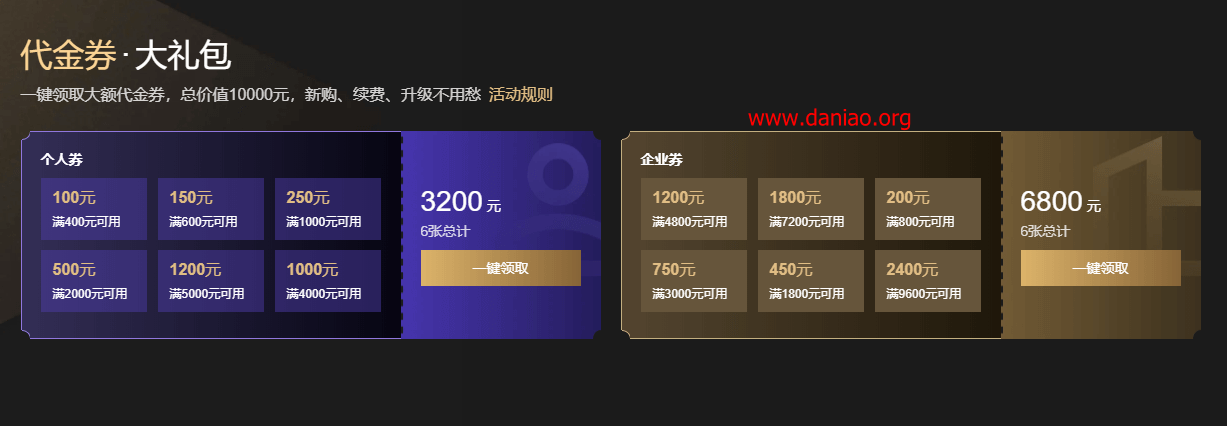 代金券·大礼包
一键领取大额代金券，总价值10000元，新购、续费、升级不用愁 活动规则
www.daniao.org
个人券
100元 150元 250元
满400元可用 满600元可用 满1000元可用
500元 1200元 1000元
满2000元可用 满5000元可用 满4000元可用
3200元
6张总计
一键领取
企业券
1200元 1800元 200元
满4800元可用 满7200元可用 满800元可用
750元 450元 2400元
满3000元可用 满1800元可用 满9600元可用
6800元
6张总计
一键领取